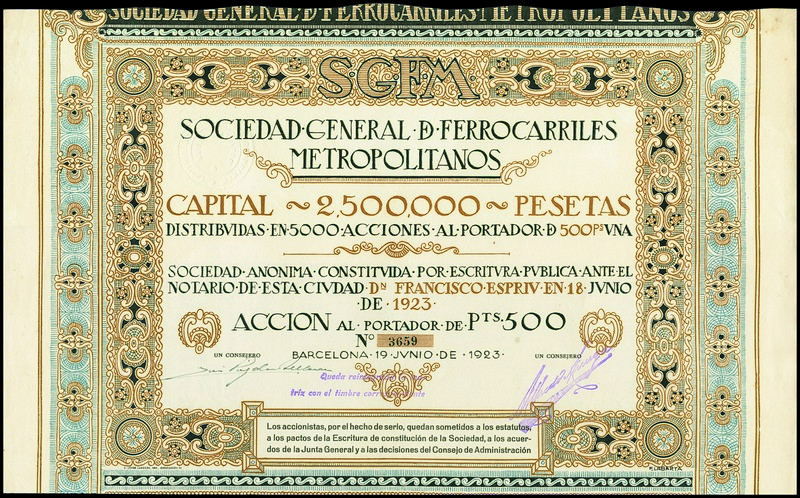 SOCIEDAD GENERAL D FERROCARRILES METROPOLITANOS
S.G.F.M.
SOCIEDAD·GENERAL·D·FERROCARRILES
METROPOLITANOS
CAPITAL ~ 2,500,000 ~ PESETAS
DISTRIBVIDAS·EN·5000·ACCIONES·AL·PORTADOR·D 500 Ps VNA
SOCIEDAD·ANONIMA·CONSTITVIDA·POR·ESCRITVRA·PVBLICA·ANTE·EL
NOTARIO·DE·ESTA·CIVDAD·Dn FRANCISCO·ESPRIV·EN·18·JVNIO
·DE·1923·
ACCION AL·PORTADOR·DE·PTS.500
No 3659
UN CONSEJERO BARCELONA·19·JVNIO·DE·1923· UN CONSEJERO
Queda
triz con el timbre
Los accionistas, por el hecho de serlo, quedan sometidos a los estatutos,
a los pactos de la Escritura de constitución de la Sociedad, a los acuer-
dos de la Junta General y a las decisiones del Consejo de Administración
R. LABARTA